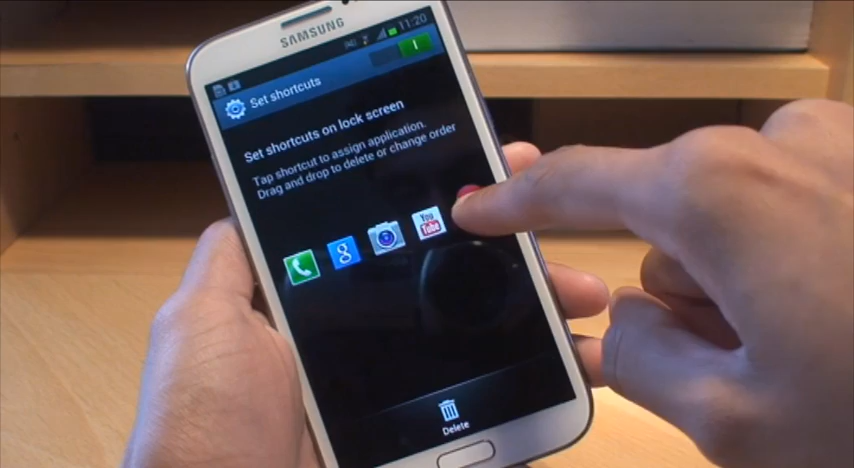 SAMSUNG
11:20
Set shortcuts
Set shortcuts on lock screen
Tap shortcut to assign application.
Drag and drop to delete or change order
g
You
Tube
Delete